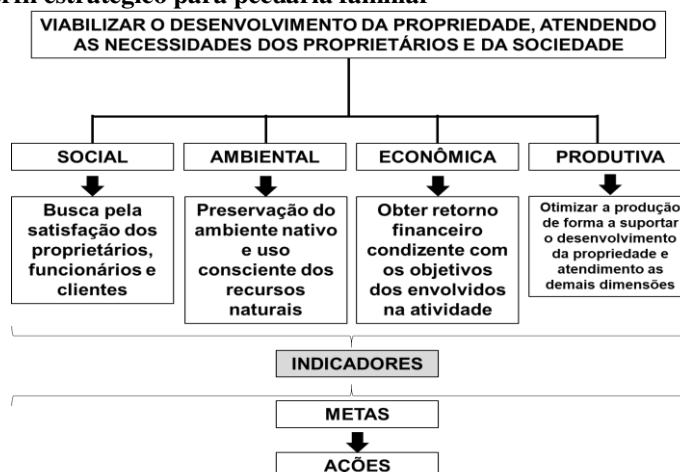 estratégico para pecuária familiar
VIABILIZAR O DESENVOLVIMENTO DA PROPRIEDADE, ATENDENDO
AS NECESSIDADES DOS PROPRIETÁRIOS E DA SOCIEDADE
SOCIAL
AMBIENTAL
ECONÔMICA
PRODUTIVA
Busca pela
satisfação dos
proprietários,
funcionários e
clientes
Preservação do
ambiente nativo
e uso
consciente dos
recursos
naturais
Obter retorno
financeiro
condizente com
os objetivos
dos envolvidos
na atividade
Otimizar a produção
de forma a suportar
o desenvolvimento
da propriedade e
atendimento as
demais dimensões
INDICADORES
METAS
AÇÕES